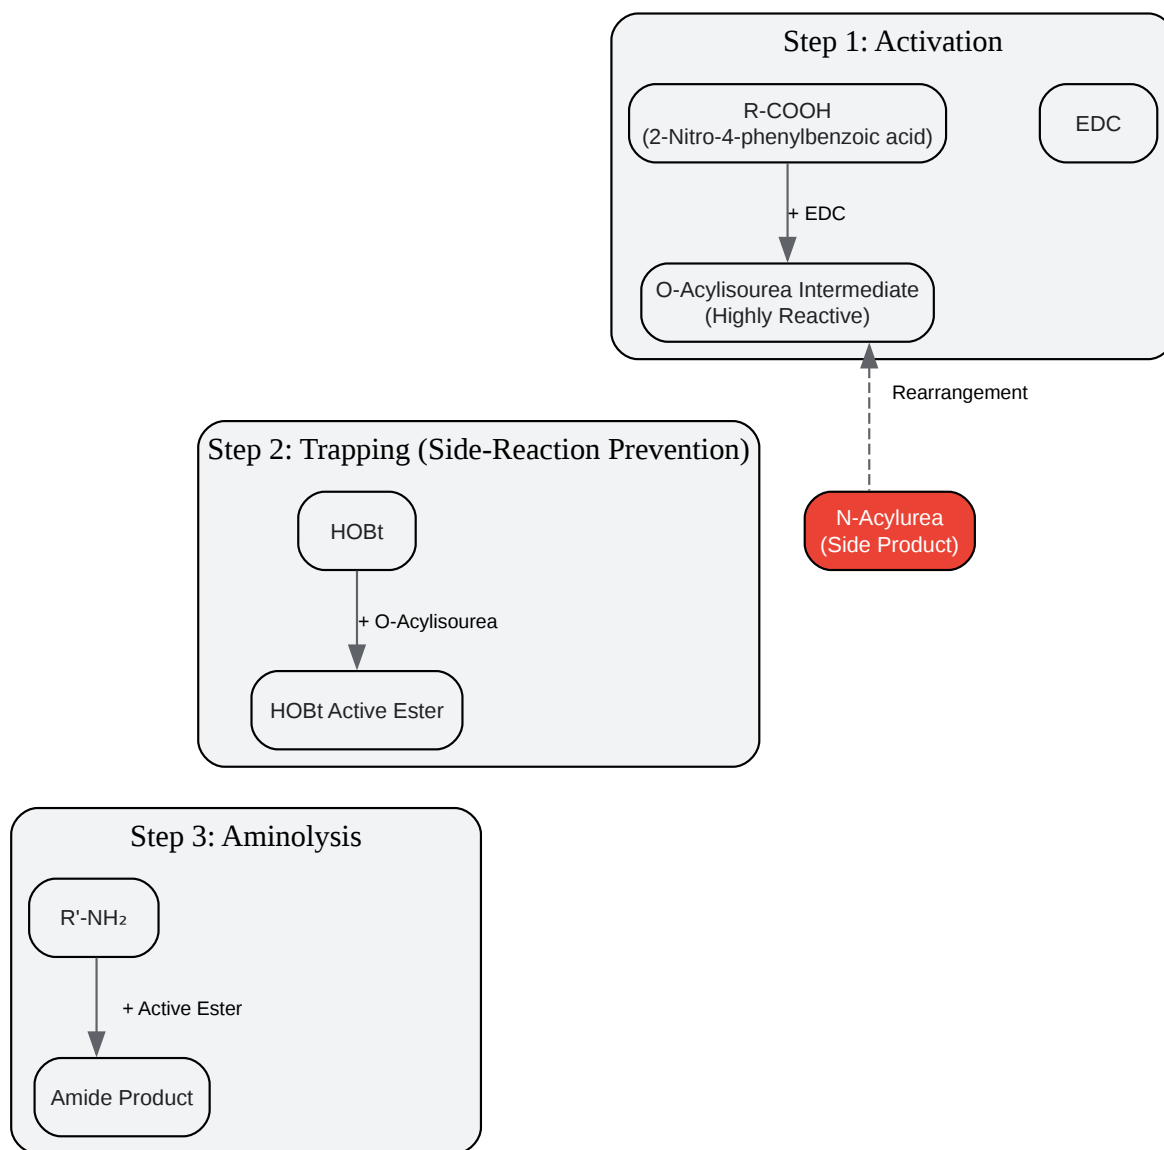 Step 1: Activation
R-COOH
(2-Nitro-4-phenylbenzoic acid)
EDC
+ EDC
O-Acylisourea Intermediate
(Highly Reactive)
Rearrangement
Step 2: Trapping (Side-Reaction Prevention)
HOBt
N-Acylurea
(Side Product)
+ O-Acylisourea
HOBt Active Ester
Step 3: Aminolysis
R'-NH₂
+ Active Ester
Amide Product